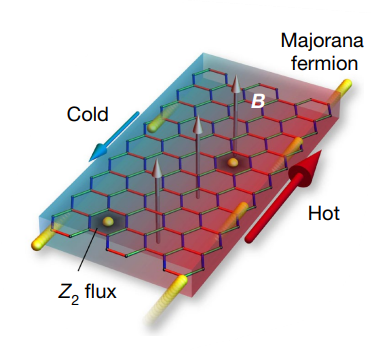 Majorana
fermion
B
Cold
Hot
Z2 flux